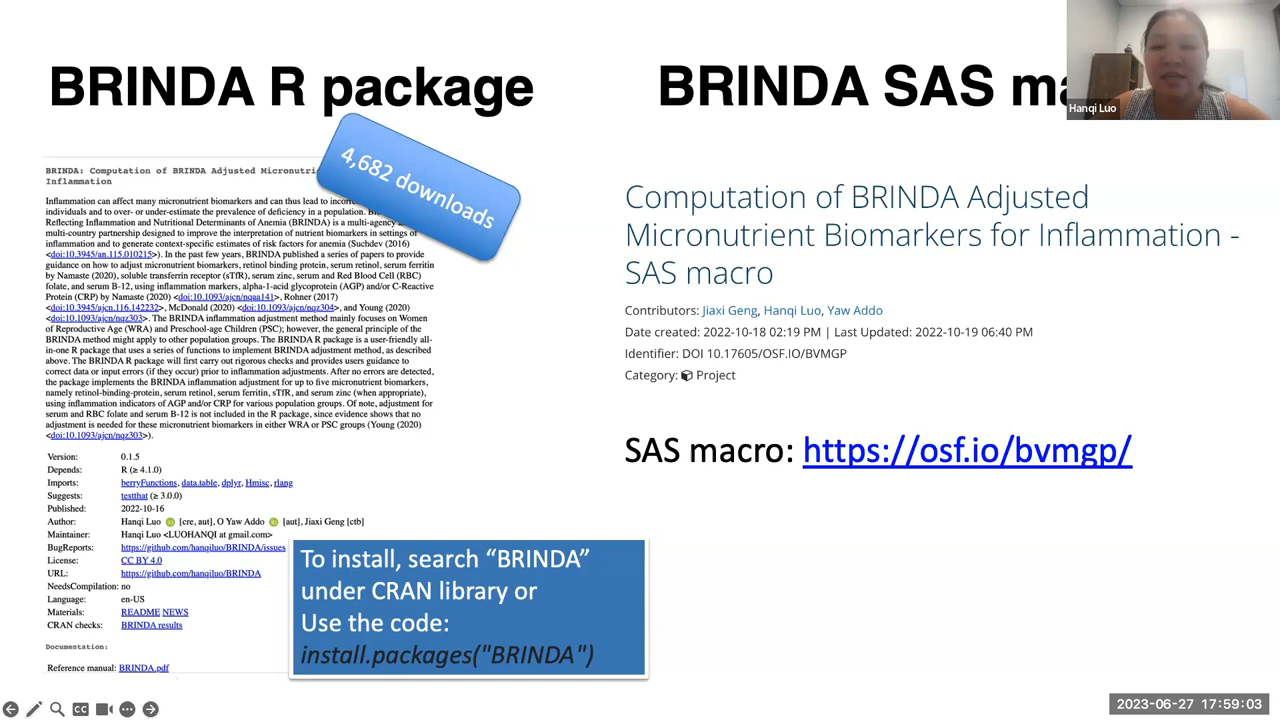 BRINDA R package
BRINDA SAS ma
Hanqi Luo
4,682 downloads
BRINDA: Computation of BRINDA Adjusted Micronutri
Inflammation
Inflammation can affect many micronutrient biomarkers and can thus lead to incorr
individuals and to over- or under-estimate the prevalence of deficiency in a population. Bi
Reflecting Inflammation and Nutritional Determinants of Anemia (BRINDA) is a multi-agency
multi-country partnership designed to improve the interpretation of nutrient biomarkers in settings of
inflammation and to generate context-specific estimates of risk factors for anemia (Suchdev (2016)
<doi:10.3945/an.115.010215>). In the past few years, BRINDA published a series of papers to provide
guidance on how to adjust micronutrient biomarkers, retinol binding protein, serum retinol, serum ferritin
by Namaste (2020), soluble transferrin receptor (sTfR), serum zinc, serum and Red Blood Cell (RBC)
folate, and serum B-12, using inflammation markers, alpha-1-acid glycoprotein (AGP) and/or C-Reactive
Protein (CRP) by Namaste (2020) <doi:10.1093/ajcn/nqaa141>, Rohner (2017)
<doi:10.3945/ajcn.116.142232>, McDonald (2020) <doi:10.1093/ajcn/nqz304>, and Young (2020)
<doi:10.1093/ajcn/nqz303>. The BRINDA inflammation adjustment method mainly focuses on Women
of Reproductive Age (WRA) and Preschool-age Children (PSC); however, the general principle of the
BRINDA method might apply to other population groups. The BRINDA R package is a user-friendly all-
in-one R package that uses a series of functions to implement BRINDA adjustment method, as described
above. The BRINDA R package will first carry out rigorous checks and provides users guidance to
correct data or input errors (if they occur) prior to inflammation adjustments. After no errors are detected,
the package implements the BRINDA inflammation adjustment for up to five micronutrient biomarkers,
namely retinol-binding-protein, serum retinol, serum ferritin, sTfR, and serum zinc (when appropriate),
using inflammation indicators of AGP and/or CRP for various population groups. Of note, adjustment for
serum and RBC folate and serum B-12 is not included in the R package, since evidence shows that no
adjustment is needed for these micronutrient biomarkers in either WRA or PSC groups (Young (2020)
<doi:10.1093/ajcn/nqz303>).
Version: 0.1.5
Depends: R (≥ 4.1.0)
Imports: berryFunctions, data.table, dplyr, Hmisc, rlang
Suggests: testthat (≥ 3.0.0)
Published: 2022-10-16
Author: Hanqi Luo [cre, aut], O Yaw Addo [aut], Jiaxi Geng [ctb]
Maintainer: Hanqi Luo <LUOHANQI at gmail.com>
BugReports: https://github.com/hanqiluo/BRINDA/issues
License: CC BY 4.0
URL: https://github.com/hanqiluo/BRINDA
NeedsCompilation: no
Language: en-US
Materials: README NEWS
CRAN checks: BRINDA results
Documentation:
Reference manual: BRINDA.pdf
To install, search “BRINDA”
under CRAN library or
Use the code:
install.packages("BRINDA")
Computation of BRINDA Adjusted
Micronutrient Biomarkers for Inflammation -
SAS macro
Contributors: Jiaxi Geng, Hanqi Luo, Yaw Addo
Date created: 2022-10-18 02:19 PM | Last Updated: 2022-10-19 06:40 PM
Identifier: DOI 10.17605/OSF.IO/BVMGP
Category: Project
SAS macro: https://osf.io/bvmgp/
CC
2023-06-27 17:59:03